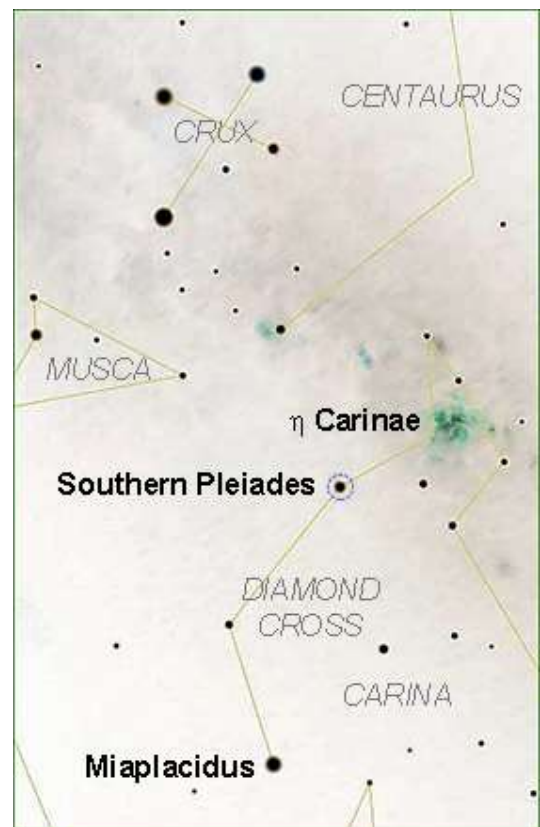 CENTAURUS
CRUX
MUSCA
η Carinae
Southern Pleiades
DIAMOND
CROSS
CARINA
Miaplacidus